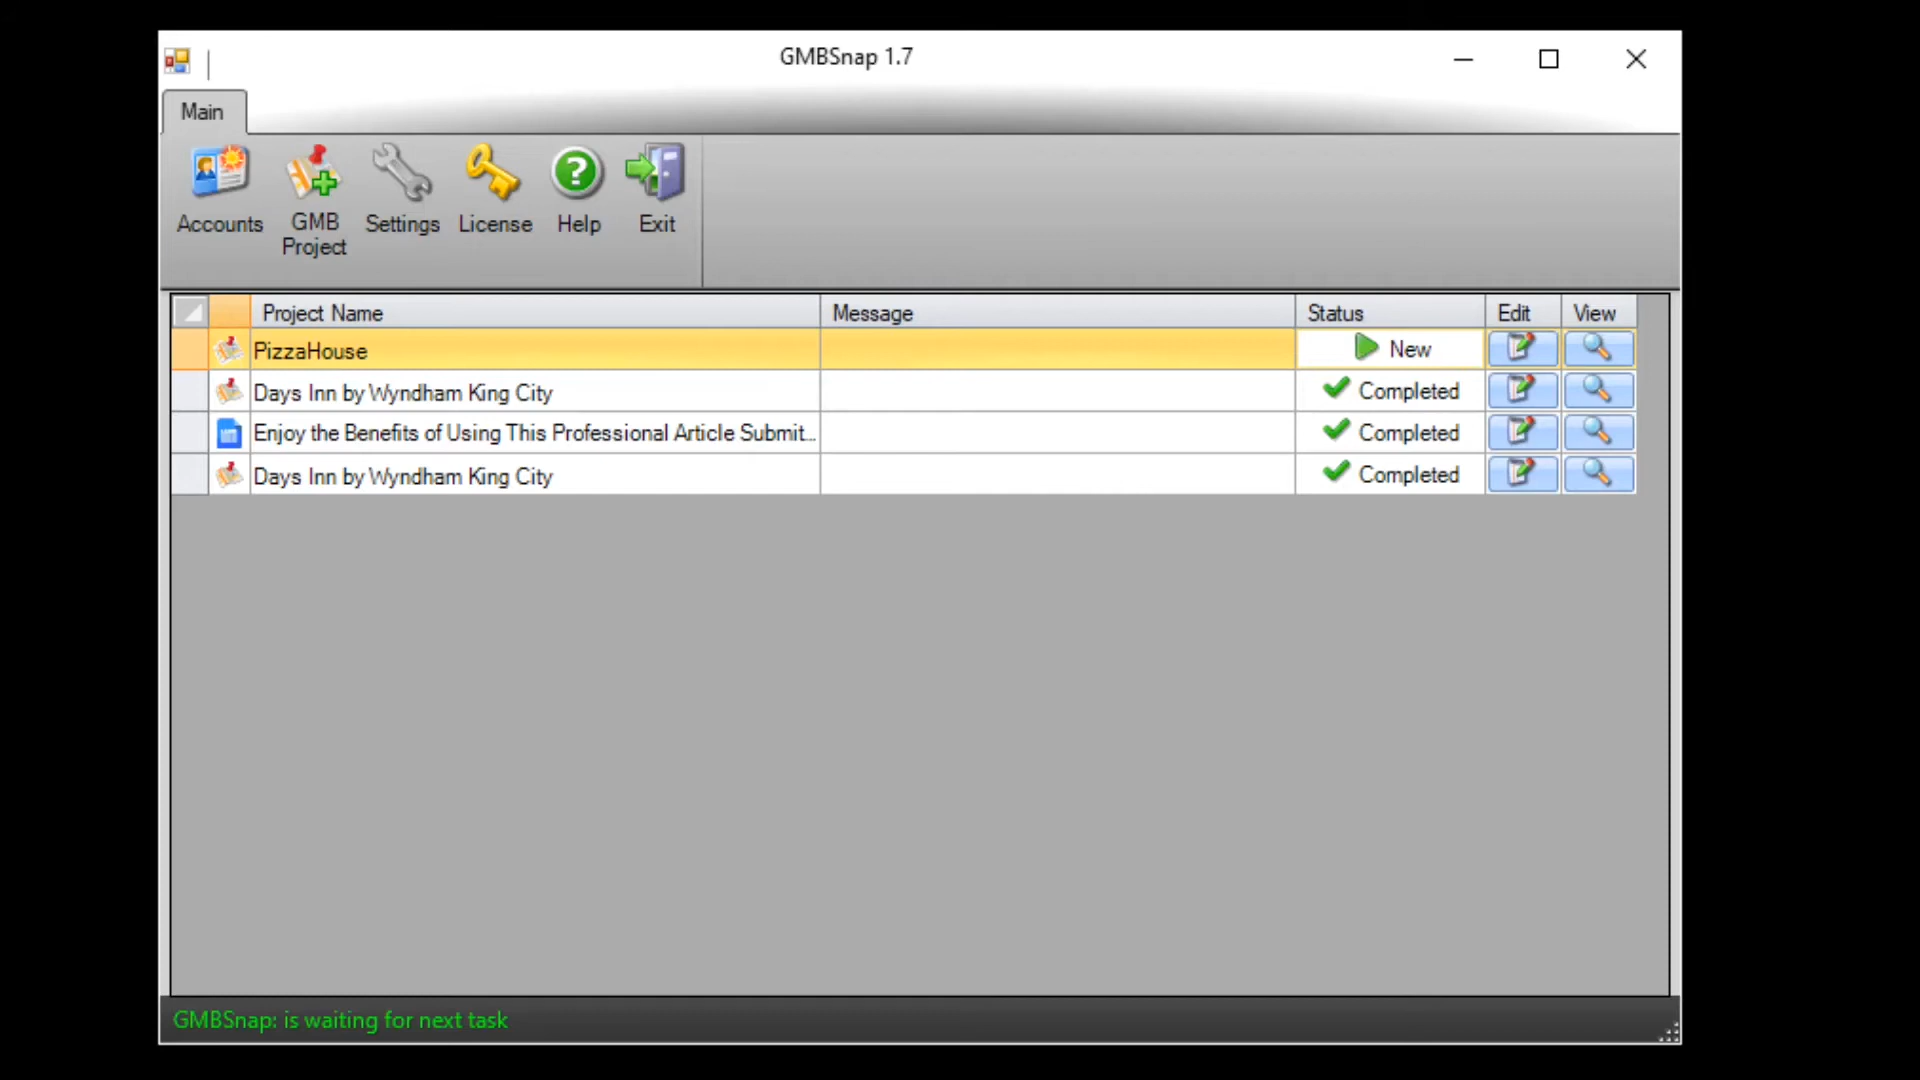 GMBSnap 1.7
Main
Accounts
GMB
Project
Settings
License
Help
Exit
Project Name
Message
Status
Edit
View
PizzaHouse
New
Days Inn by Wyndham King City
Completed
Enjoy the Benefits of Using This Professional Article Submit...
Completed
Days Inn by Wyndham King City
Completed
GMBSnap: is waiting for next task